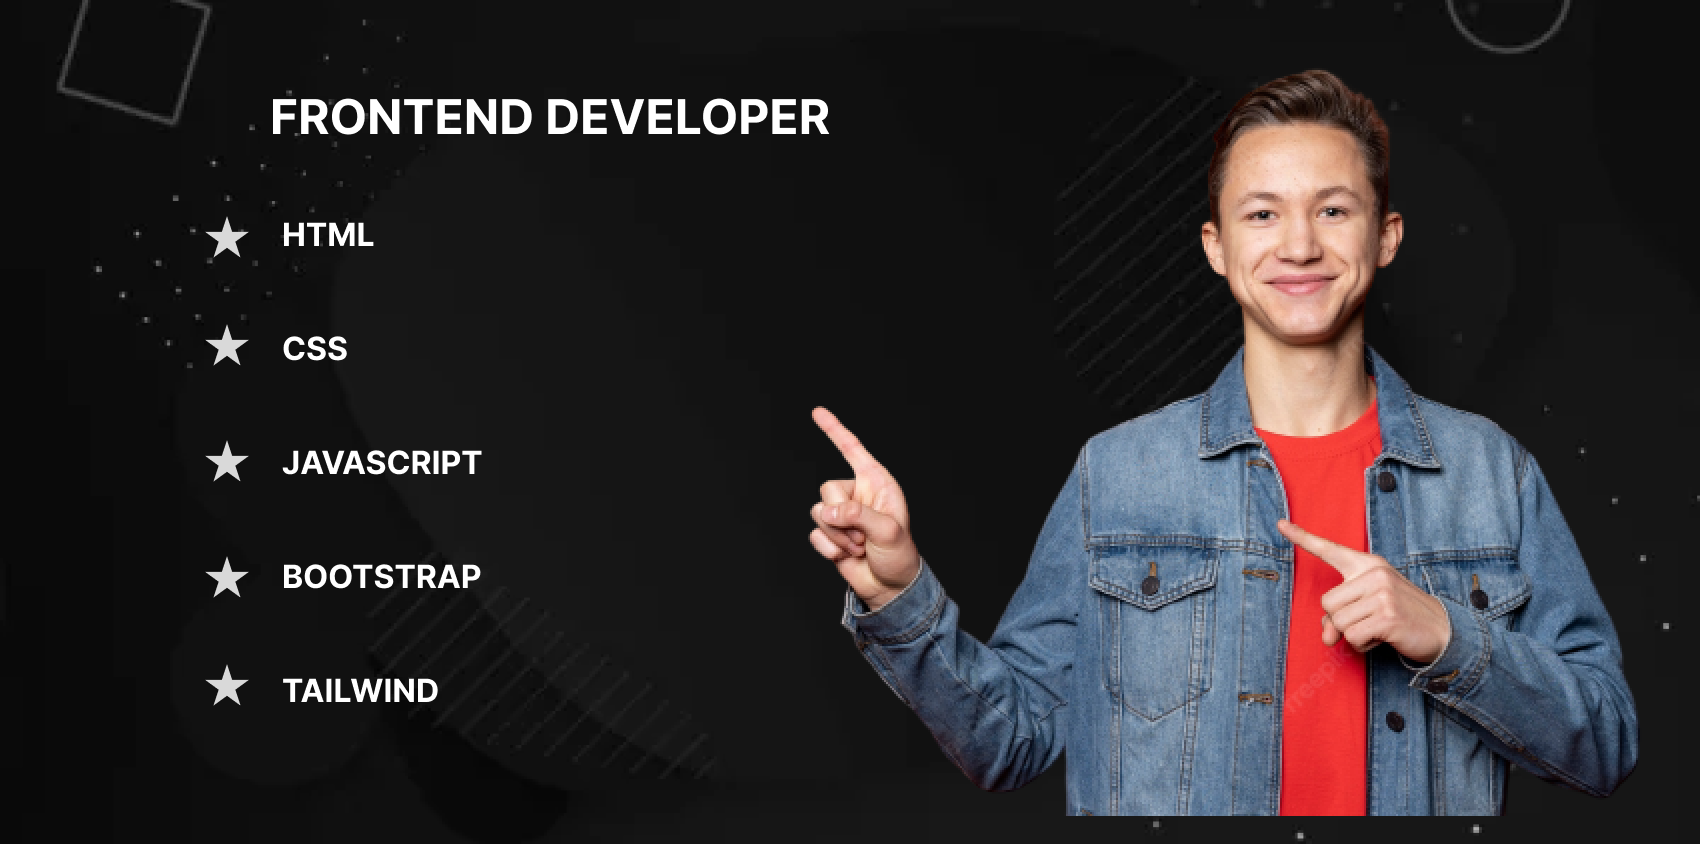 FRONTEND DEVELOPER
HTML
CSS
JAVASCRIPT
BOOTSTRAP
TAILWIND